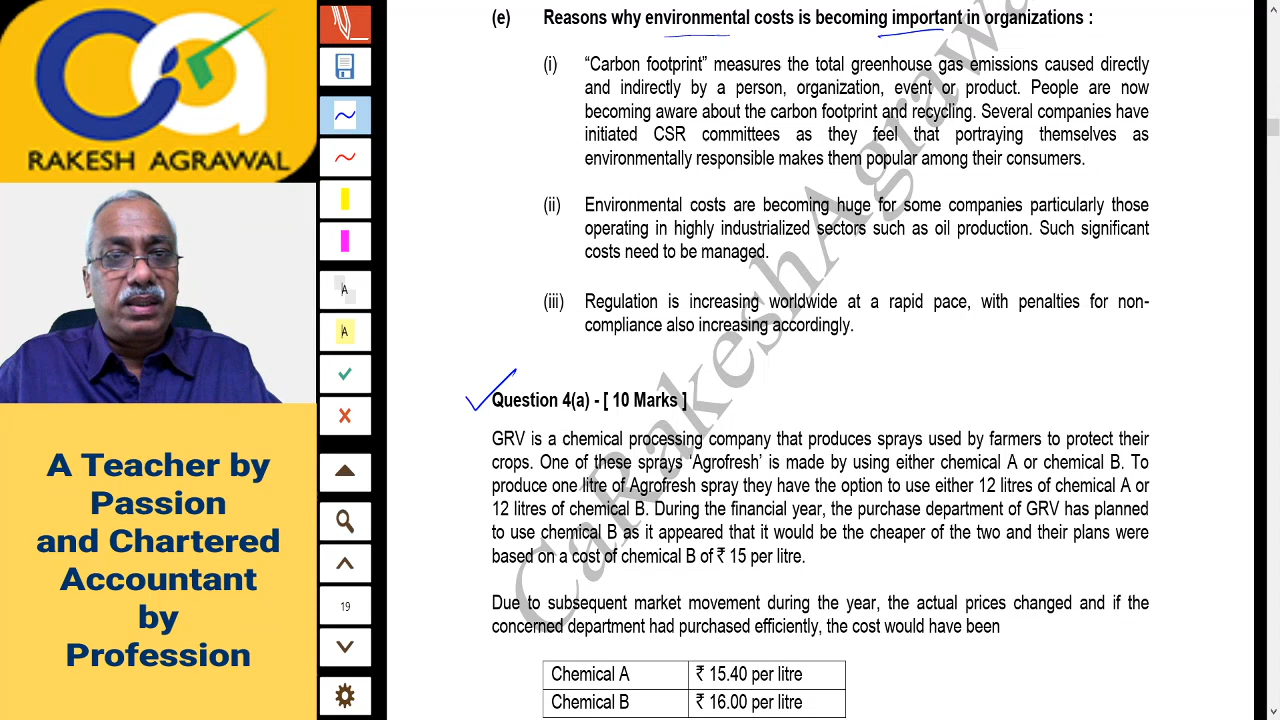 RAKESH AGRAWAL
A Teacher by
Passion
and Chartered
Accountant
by
Profession
A
A
19
(e) Reasons why environmental costs is becoming important in organizations :
(i) “Carbon footprint” measures the total greenhouse gas emissions caused directly
and indirectly by a person, organization, event or product. People are now
becoming aware about the carbon footprint and recycling. Several companies have
initiated CSR committees as they feel that portraying themselves as
environmentally responsible makes them popular among their consumers.
(ii) Environmental costs are becoming huge for some companies particularly those
operating in highly industrialized sectors such as oil production. Such significant
costs need to be managed.
(iii) Regulation is increasing worldwide at a rapid pace, with penalties for non-
compliance also increasing accordingly.
Question 4(a) - [ 10 Marks ]
GRV is a chemical processing company that produces sprays used by farmers to protect their
crops. One of these sprays ‘Agrofresh’ is made by using either chemical A or chemical B. To
produce one litre of Agrofresh spray they have the option to use either 12 litres of chemical A or
12 litres of chemical B. During the financial year, the purchase department of GRV has planned
to use chemical B as it appeared that it would be the cheaper of the two and their plans were
based on a cost of chemical B of ₹ 15 per litre.
Due to subsequent market movement during the year, the actual prices changed and if the
concerned department had purchased efficiently, the cost would have been
Chemical A ₹ 15.40 per litre
Chemical B ₹ 16.00 per litre
CaRakeshAgrawa